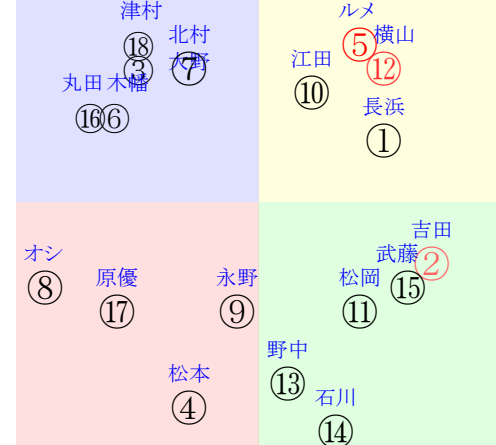 津村
⑱
北村
大野
⑦
③
丸田
木幡
⑯
⑥
ルメ
⑤
横山
⑫
江田
⑩
長浜
①
オシ
⑧
原優
⑰
永野
⑨
松本
④
吉田
②
武藤
⑮
松岡
⑪
野中
⑬
石川
⑭